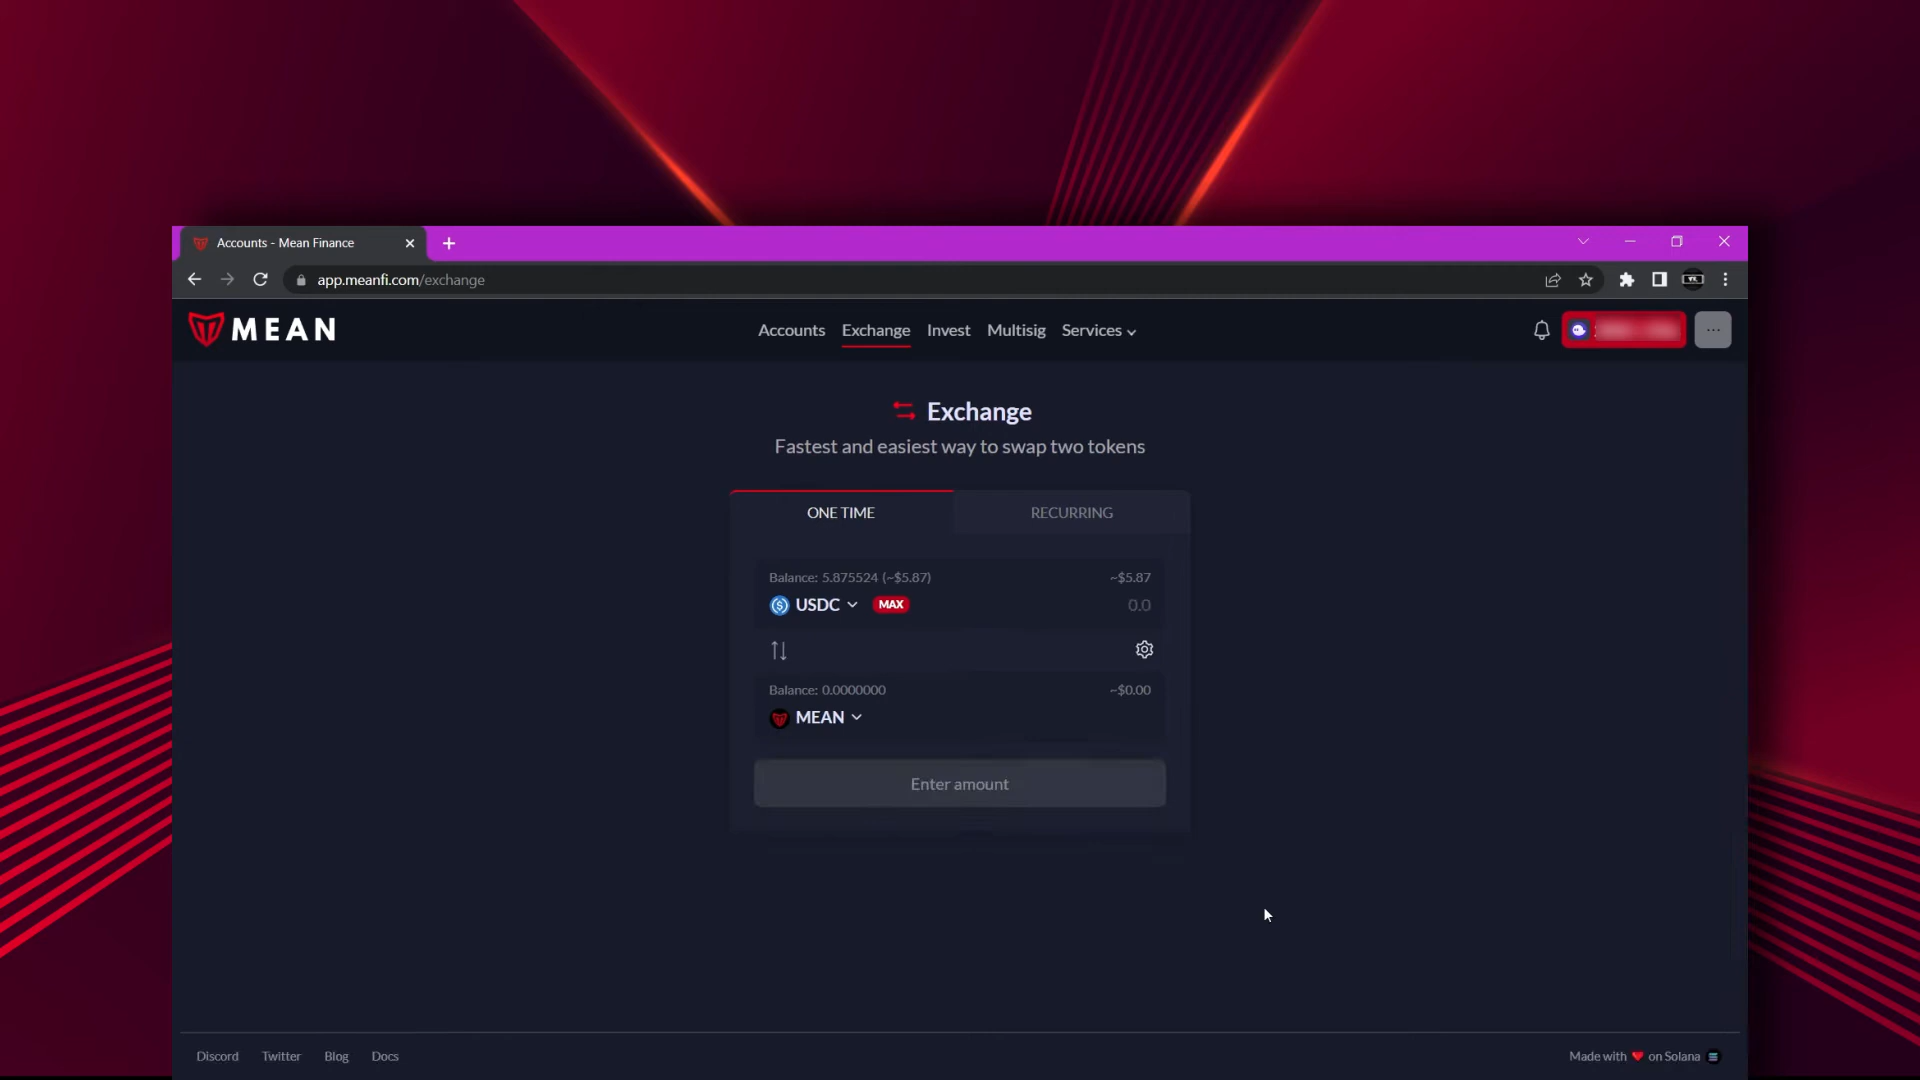 Accounts - Mean Finance
app.meanfi.com/exchange
MEAN
Accounts Exchange Invest Multisig Services
Exchange
Fastest and easiest way to swap two tokens
ONE TIME RECURRING
Balance: 5.875524 (~$5.87) ~$5.87
USDC MAX 0.0
Balance: 0.0000000 ~$0.00
MEAN
Enter amount
Discord Twitter Blog Docs Made with ❤ on Solana